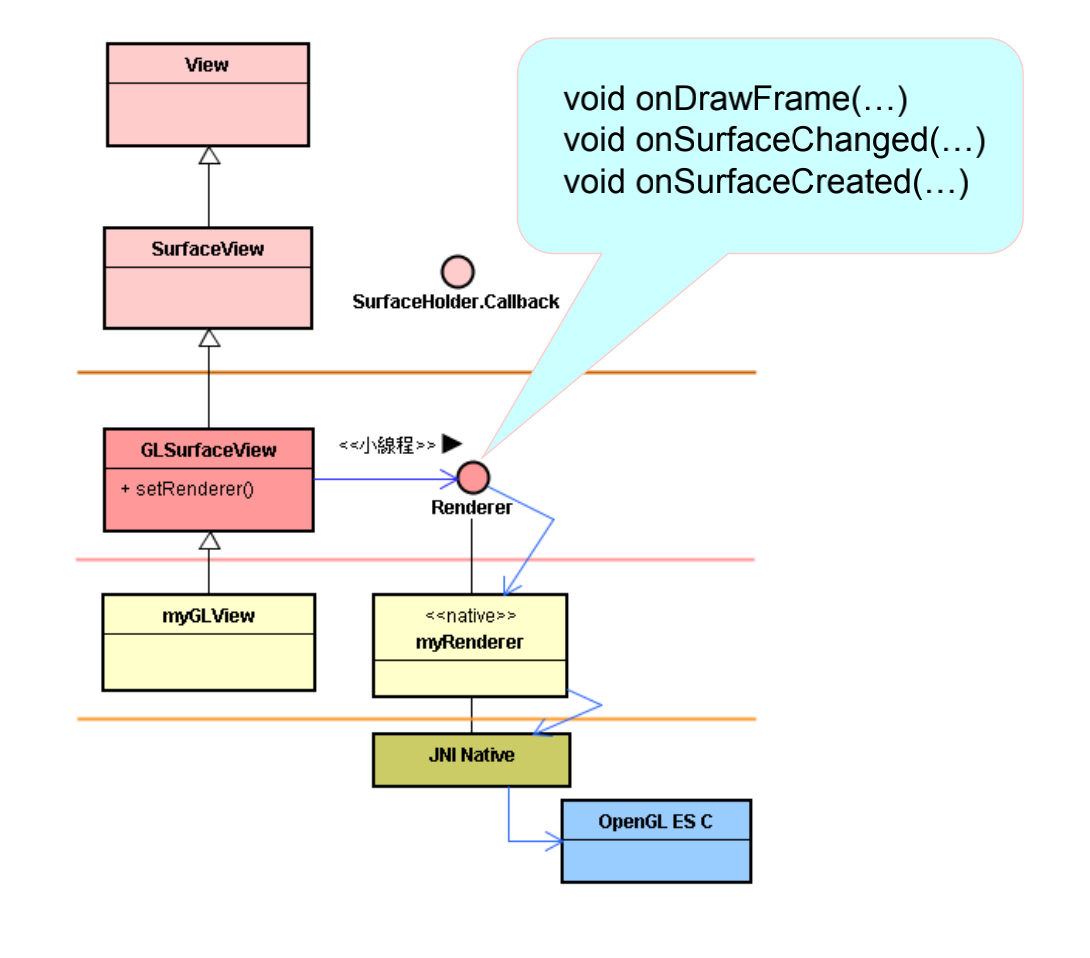 View
void onDrawFrame(…)
void onSurfaceChanged(…)
void onSurfaceCreated(…)
SurfaceView
SurfaceHolder.Callback
GLSurfaceView
+ setRenderer()
<<小線程>>
Renderer
myGLView
<<native>>
myRenderer
JNI Native
OpenGL ES C